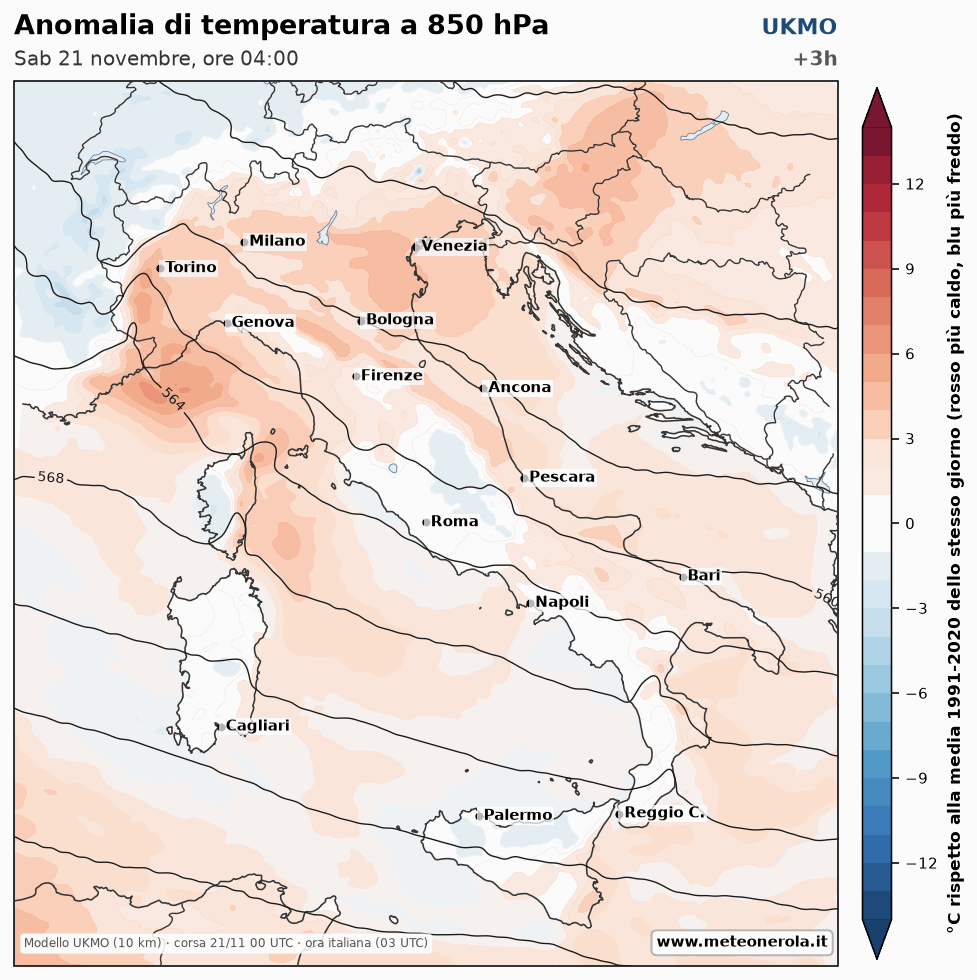 Anomalia di temperatura a 850 hPa
UKMO
Sab 21 novembre, ore 04:00
+3h
Milano
Venezia
Torino
Genova
Bologna
Firenze
Ancona
564
568
Pescara
Roma
Bari
560
Napoli
Cagliari
Palermo
Reggio C.
12
9
6
3
0
−3
−6
−9
−12
°C rispetto alla media 1991-2020 dello stesso giorno (rosso più caldo, blu più freddo)
Modello UKMO (10 km) · corsa 21/11 00 UTC · ora italiana (03 UTC)
www.meteonerola.it